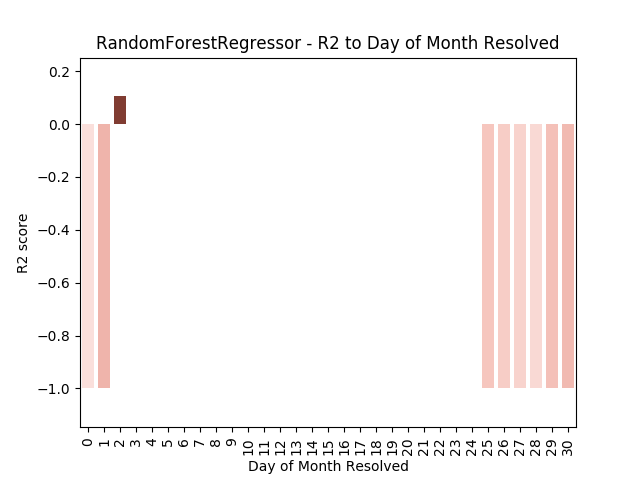 RandomForestRegressor - R2 to Day of Month Resolved
0.2
0.0
−0.2
−0.4
−0.6
−0.8
−1.0
R2 score
0 1 2 3 4 5 6 7 8 9 10 11 12 13 14 15 16 17 18 19 20 21 22 23 24 25 26 27 28 29 30
Day of Month Resolved